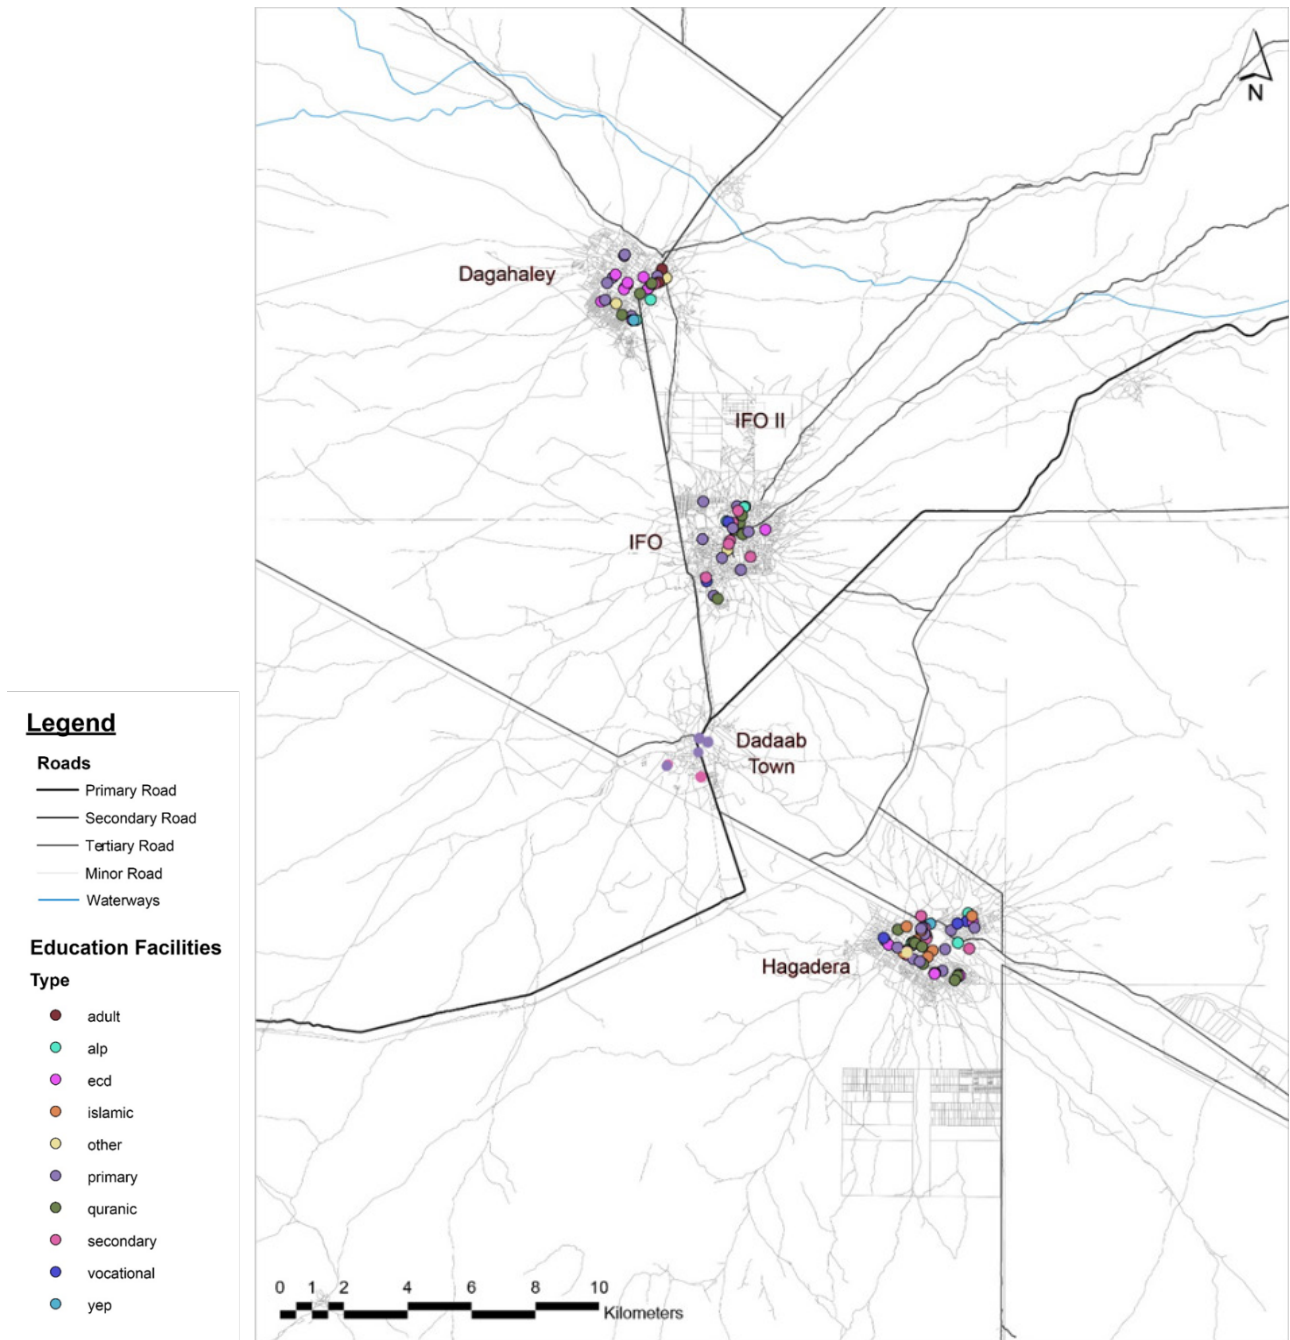 N
Dagahaley
IFO II
IFO
Dadaab
Town
Hagadera
Legend
Roads
Primary Road
Secondary Road
Tertiary Road
Minor Road
Waterways
Education Facilities
Type
adult
alp
ecd
islamic
other
primary
quranic
secondary
vocational
yep
0 1 2 4 6 8 10
Kilometers